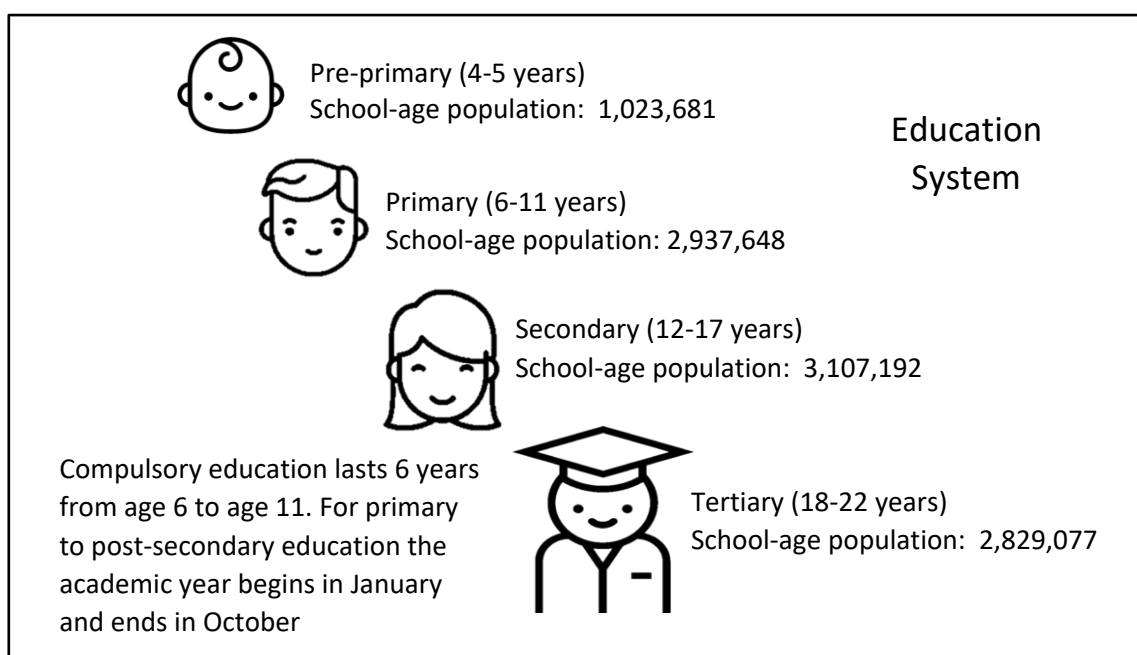 Pre-primary (4-5 years)
School-age population:  1,023,681
Education
System
Primary (6-11 years)
School-age population: 2,937,648
Secondary (12-17 years)
School-age population:  3,107,192
Compulsory education lasts 6 years
from age 6 to age 11. For primary
to post-secondary education the
academic year begins in January
and ends in October
Tertiary (18-22 years)
School-age population:  2,829,077